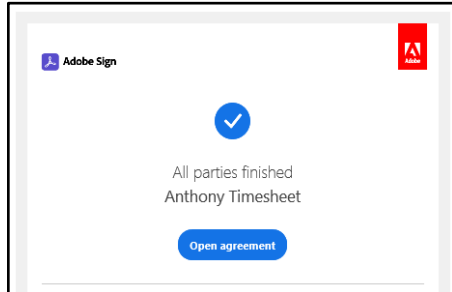 Adobe Sign
Adobe
All parties finished
Anthony Timesheet
Open agreement